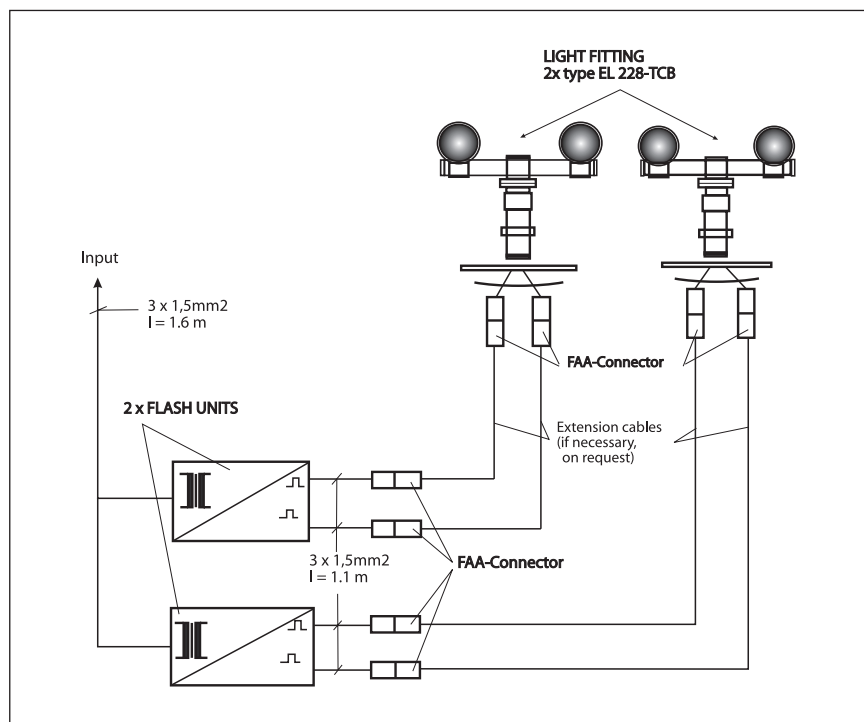 LIGHT FITTING
2x type EL 228-TCB
Input
3 x 1,5mm2
l = 1.6 m
FAA-Connector
2 x FLASH UNITS
Extension cables
(if necessary,
on request)
3 x 1,5mm2
l = 1.1 m
FAA-Connector